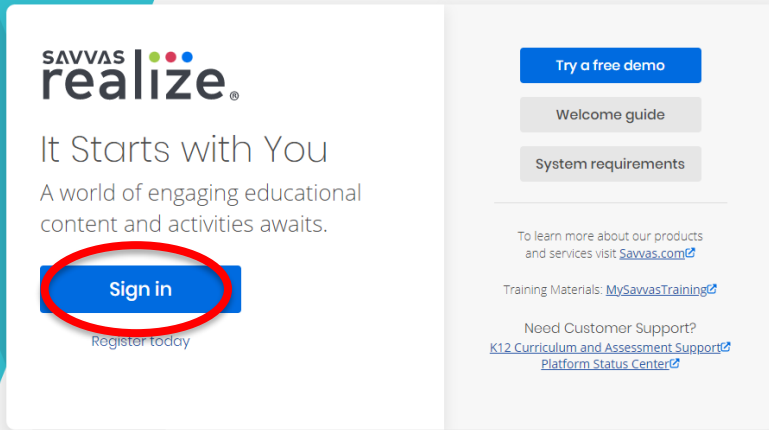 SAVVAS
realize®
It Starts with You
A world of engaging educational
content and activities awaits.
Sign in
Register today
Try a free demo
Welcome guide
System requirements
To learn more about our products
and services visit Savvas.com
Training Materials: MySavvasTraining
Need Customer Support?
K12 Curriculum and Assessment Support
Platform Status Center